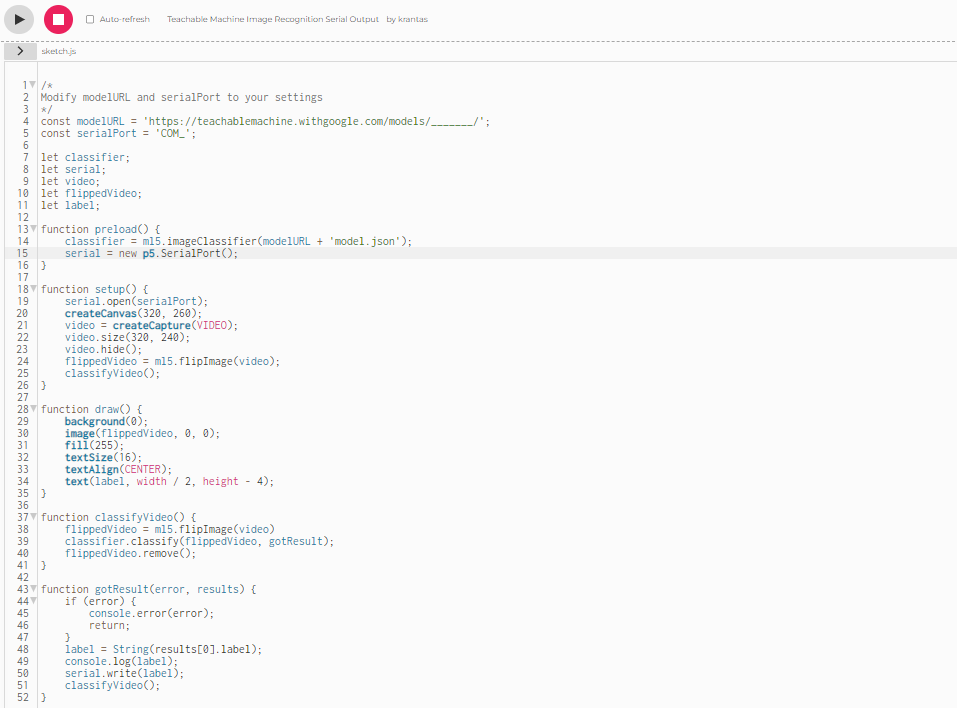 Auto-refresh Teachable Machine Image Recognition Serial Output by krantas
sketch.js
1 /*
2 Modify modelURL and serialPort to your settings
3 */
4 const modelURL = 'https://teachablemachine.withgoogle.com/models/_______/';
5 const serialPort = 'COM_';
6
7 let classifier;
8 let serial;
9 let video;
10 let flippedVideo;
11 let label;
12
13 function preload() {
14     classifier = ml5.imageClassifier(modelURL + 'model.json');
15     serial = new p5.SerialPort();
16 }
17
18 function setup() {
19     serial.open(serialPort);
20     createCanvas(320, 260);
21     video = createCapture(VIDEO);
22     video.size(320, 240);
23     video.hide();
24     flippedVideo = ml5.flipImage(video);
25     classifyVideo();
26 }
27
28 function draw() {
29     background(0);
30     image(flippedVideo, 0, 0);
31     fill(255);
32     textSize(16);
33     textAlign(CENTER);
34     text(label, width / 2, height - 4);
35 }
36
37 function classifyVideo() {
38     flippedVideo = ml5.flipImage(video)
39     classifier.classify(flippedVideo, gotResult);
40     flippedVideo.remove();
41 }
42
43 function gotResult(error, results) {
44     if (error) {
45         console.error(error);
46         return;
47     }
48     label = String(results[0].label);
49     console.log(label);
50     serial.write(label);
51     classifyVideo();
52 }